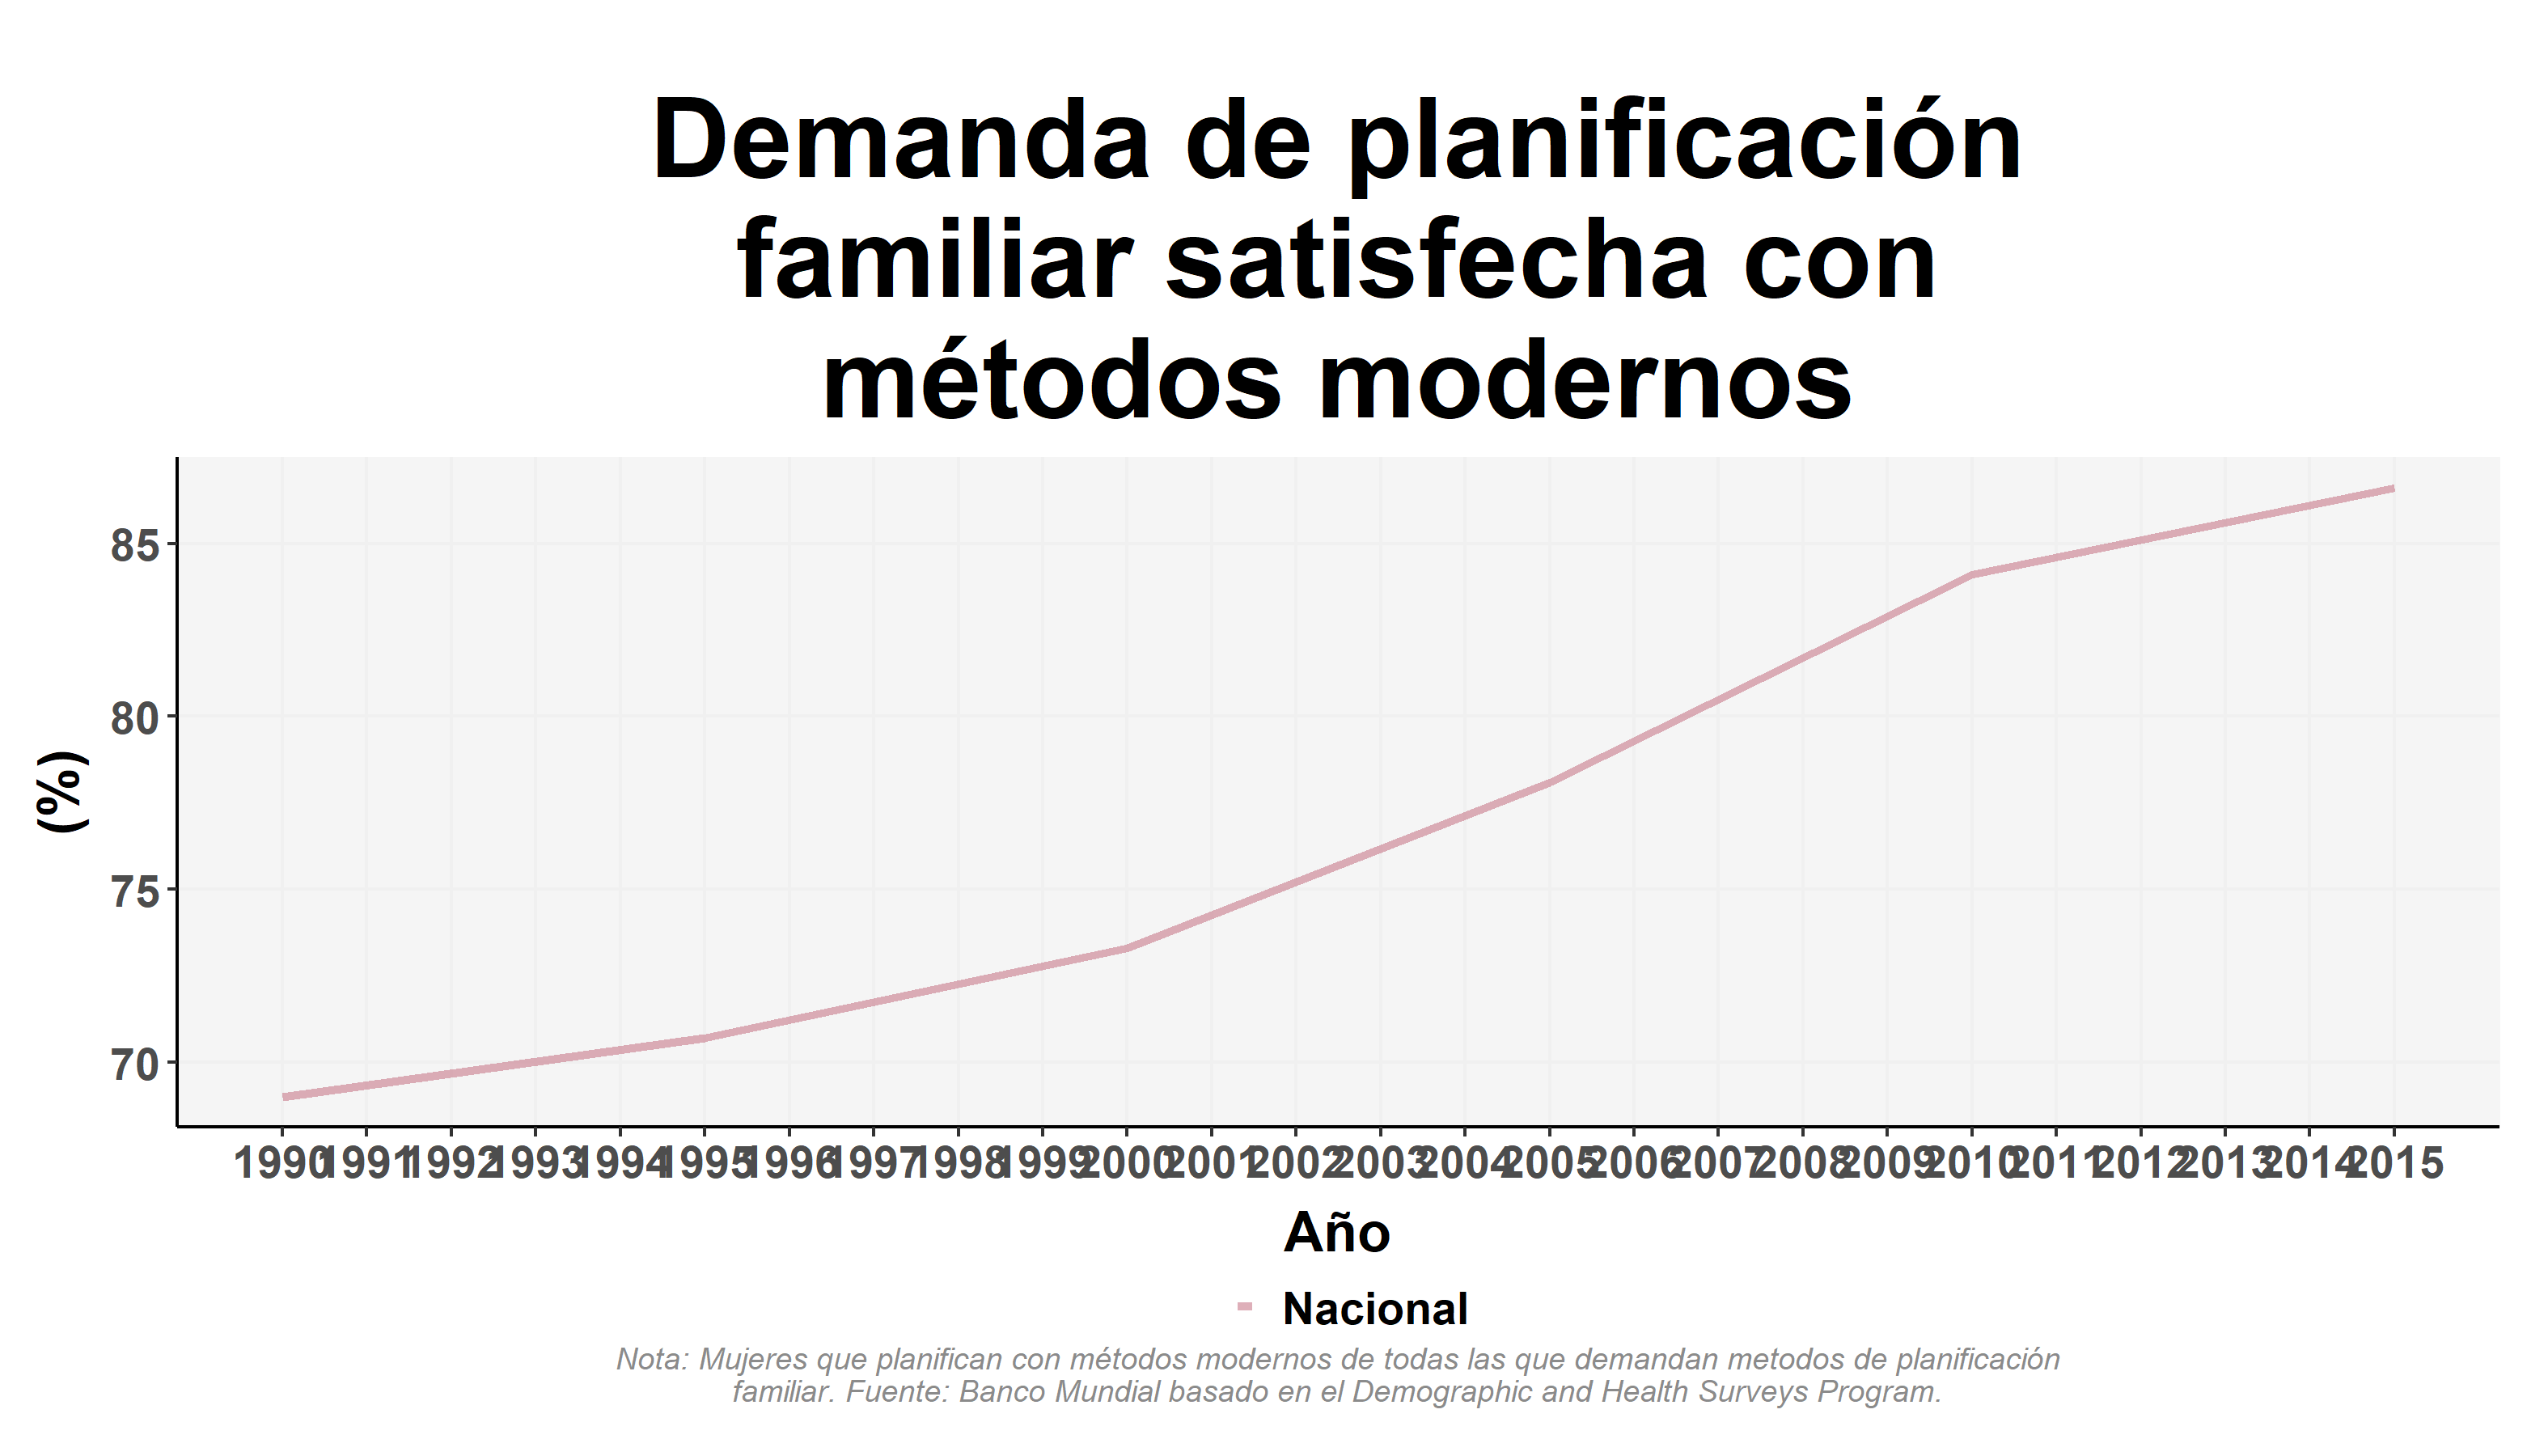 Demanda de planificación
familiar satisfecha con
métodos modernos
85
80
75
70
(%)
1990 1991 1992 1993 1994 1995 1996 1997 1998 1999 2000 2001 2002 2003 2004 2005 2006 2007 2008 2009 2010 2011 2012 2013 2014 2015
Año
Nacional
Nota: Mujeres que planifican con métodos modernos de todas las que demandan metodos de planificación
familiar. Fuente: Banco Mundial basado en el Demographic and Health Surveys Program.